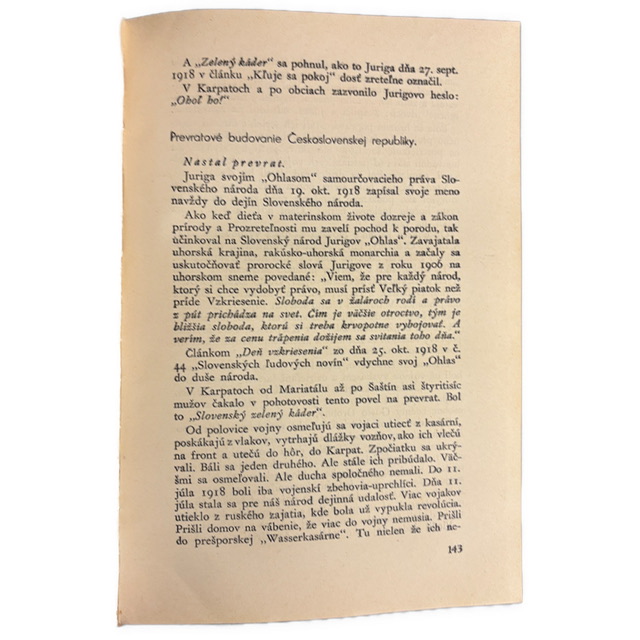 A „Zelený káder“ sa pohnul, ako to Juriga dňa 27. sept.
1918 v článku „Kľuje sa pokoj“ dosť zreteľne označil.
V Karpatoch a po obciach zazvonilo Jurigovo heslo:
„Oboľ ho!“
Prevratové budovanie Československej republiky.
Nastal prevrat.
Juriga svojím „Ohlasom“ samourčovacieho práva Slo-
venského národa dňa 19. okt. 1918 zapísal svoje meno
navždy do dejín Slovenského národa.
Ako keď dieťa v materinskom živote dozreje a zákon
prírody a Prozreteľnosti mu zavelí pochod k porodu, tak
účinkoval na Slovenský národ Jurigov „Ohlas“. Zavajatala
uhorská krajina, rakúsko-uhorská monarchia a začaly sa
uskutočňovať prorocké slová Jurigove z roku 1906 na
uhorskom sneme povedané: „Viem, že pre každý národ,
ktorý si chce vydobyť právo, musí prísť Veľký piatok než
príde Vzkriesenie. Sloboda sa v žalároch rodí a právo
z pút prichádza na svet. Čím je väčšie otroctvo, tým je
bližšia sloboda, ktorú si treba krvopotne vybojovať. A
verím, že za cenu trápenia dožijem sa svitania toho dňa.“
Článkom „Deň vzkriesenia“ zo dňa 25. okt. 1918 v č.
44 „Slovenských ľudových novín“ vdychne svoj „Ohlas“
do duše národa.
V Karpatoch od Mariatálu až po Šaštín asi štyritisíc
mužov čakalo v pohotovosti tento povel na prevrat. Bol
to „Slovenský zelený káder“.
Od polovice vojny osmeľujú sa vojaci utiecť z kasární,
poskákajú z vlakov, vytrhajú dlážky vozňov, ako ich vlečú
na front a utečú do hôr, do Karpat. Zpočiatku sa ukrý-
vali. Báli sa jeden druhého. Ale stále ich pribúdalo. Väč-
šmi sa osmeľovali. Ale ducha spoločného nemali. Do 11.
júla 1918 boli iba vojenskí zbehovia-uprchlíci. Dňa 11.
júla stala sa pre náš národ dejinná udalosť. Viac vojakov
utieklo z ruského zajatia, kde bola už vypukla revolúcia.
Prišli domov na vábenie, že viac do vojny nemusia. Prišli
do prešporskej „Wasserkasárne“. Tu nielen že ich ne-
143